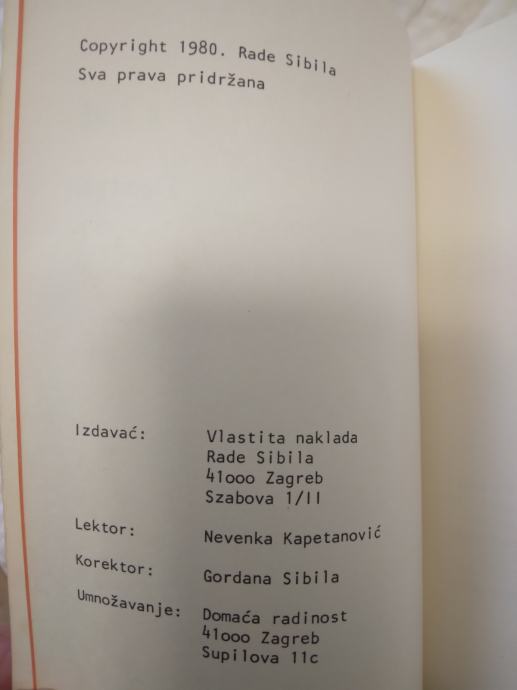 Copyright 1980. Rade Sibila
Sva prava pridržana
Izdavać: Vlastita naklada
Rade Sibila
41ooo Zagreb
Szabova 1/II
Lektor: Nevenka Kapetanović
Korektor: Gordana Sibila
Umnožavanje: Domaća radinost
41ooo Zagreb
Supilova 11c